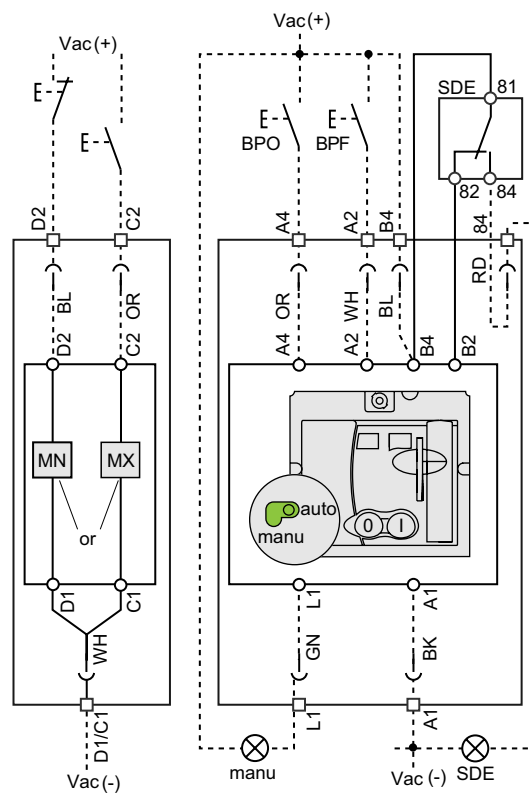 Vac (+)
Vac (+)
SDE
81
BPO
BPF
82
84
D2
C2
A4
A2
B4
84
BL
OR
OR
WH
BL
RD
D2
C2
A4
A2
B4
B2
MN
MX
or
auto
manu
0
I
D1
C1
L1
A1
WH
GN
BK
D1/C1
L1
A1
Vac (-)
manu
Vac (-)
SDE